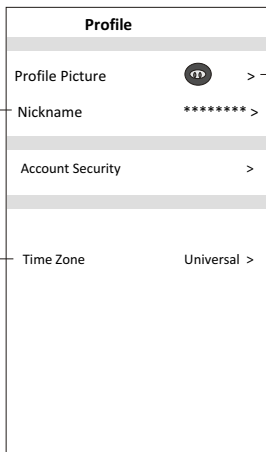 Profile
Profile Picture >
Nickname ******** >
Account Security >
Time Zone Universal >